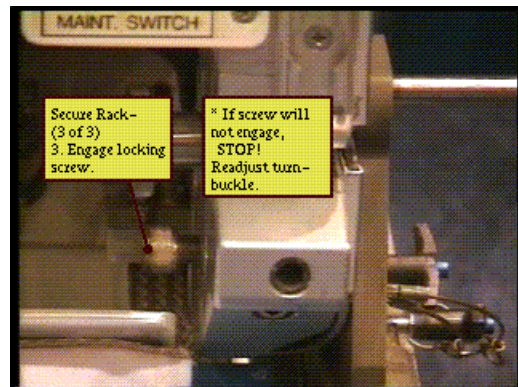 MAINT. SWITCH
Secure Rack-
(3 of 3)
3. Engage locking
screw.
* If screw will
not engage,
STOP!
Readjust turn-
buckle.